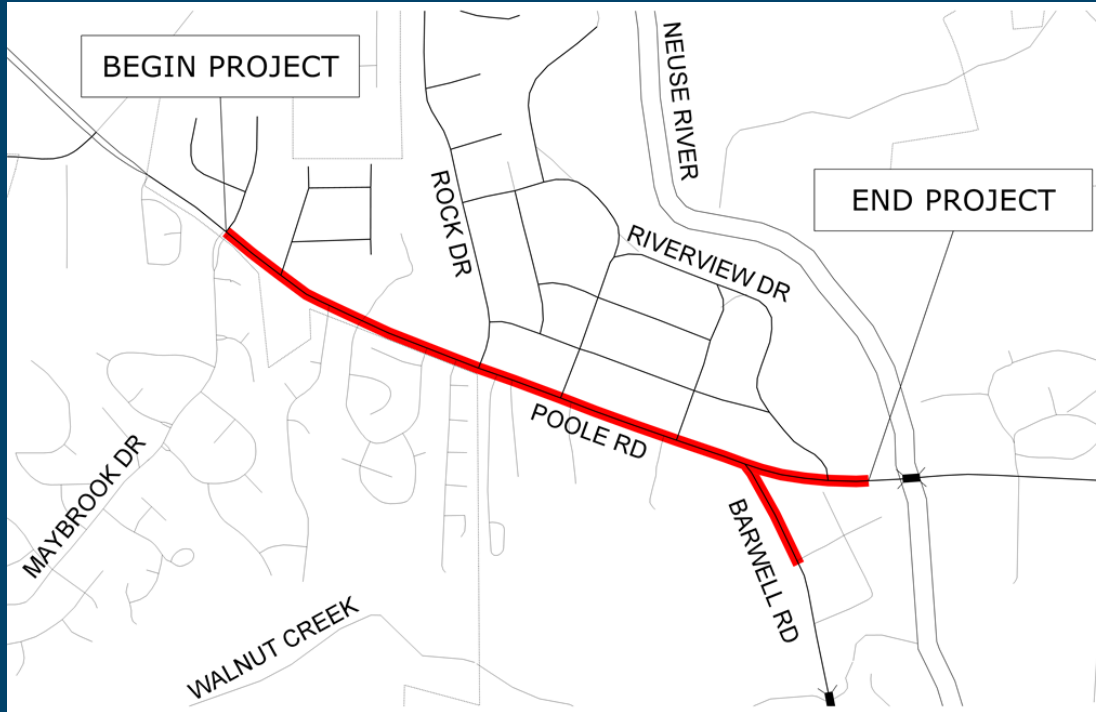 BEGIN PROJECT
NEUSE RIVER
ROCK DR
END PROJECT
RIVERVIEW DR
POOLE RD
MAYBROOK DR
BARWELL RD
WALNUT CREEK